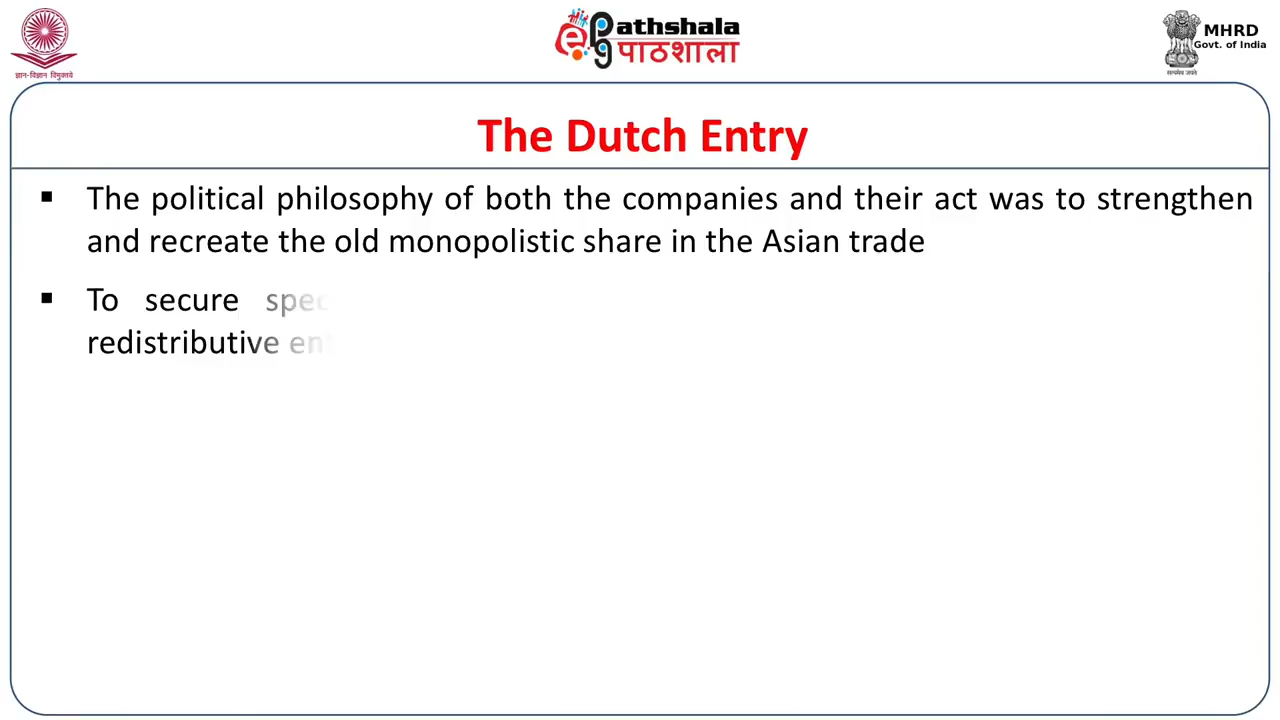 ज्ञान-विज्ञान विमुक्तये
ePathshala
पाठशाला
सत्यमेव जयते
MHRD
Govt. of India
The Dutch Entry
▪ The political philosophy of both the companies and their act was to strengthen
and recreate the old monopolistic share in the Asian trade
▪ To secure
redistributive